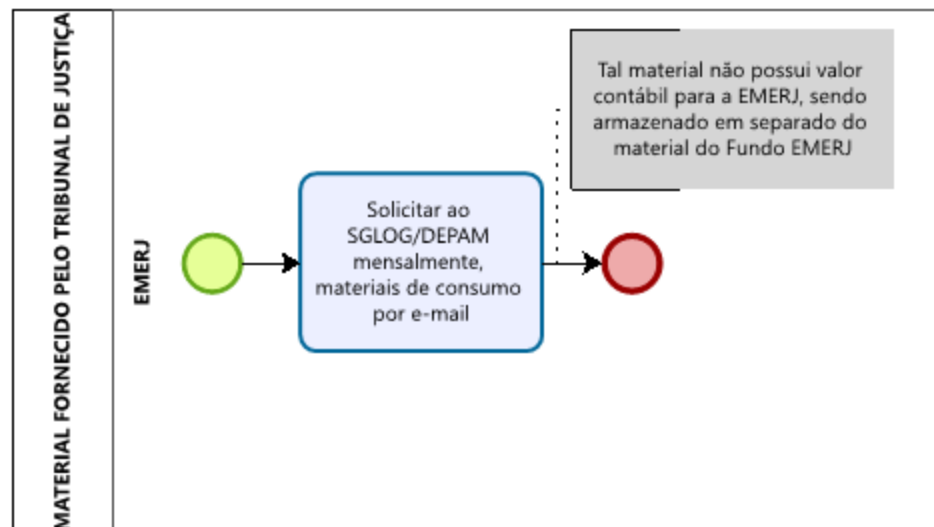 MATERIAL FORNECIDO PELO TRIBUNAL DE JUSTIÇA
EMERJ
Solicitar ao
SGLOG/DEPAM
mensalmente,
materiais de consumo
por e-mail
Tal material não possui valor
contábil para a EMERJ, sendo
armazenado em separado do
material do Fundo EMERJ